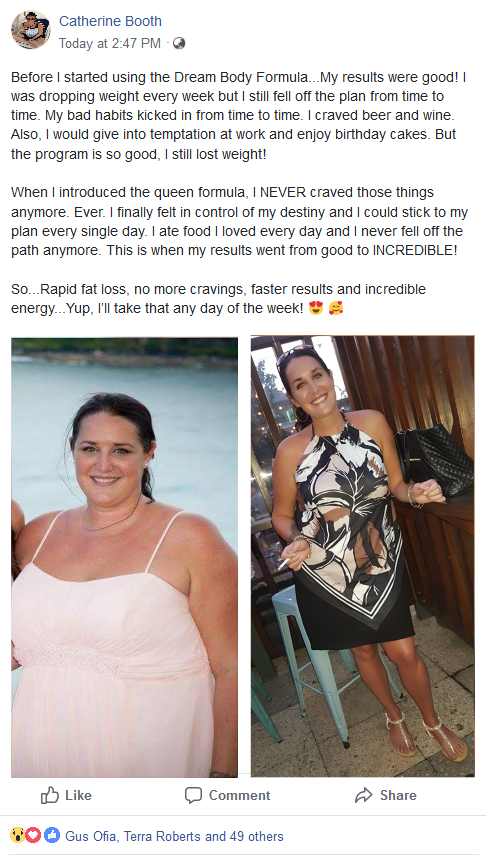 Catherine Booth
Today at 2:47 PM ·
Before I started using the Dream Body Formula...My results were good! I
was dropping weight every week but I still fell off the plan from time to
time. My bad habits kicked in from time to time. I craved beer and wine.
Also, I would give into temptation at work and enjoy birthday cakes. But
the program is so good, I still lost weight!
When I introduced the queen formula, I NEVER craved those things
anymore. Ever. I finally felt in control of my destiny and I could stick to my
plan every single day. I ate food I loved every day and I never fell off the
path anymore. This is when my results went from good to INCREDIBLE!
So...Rapid fat loss, no more cravings, faster results and incredible
energy...Yup, I'll take that any day of the week! 😍 🥰
Like Comment Share
Gus Ofia, Terra Roberts and 49 others